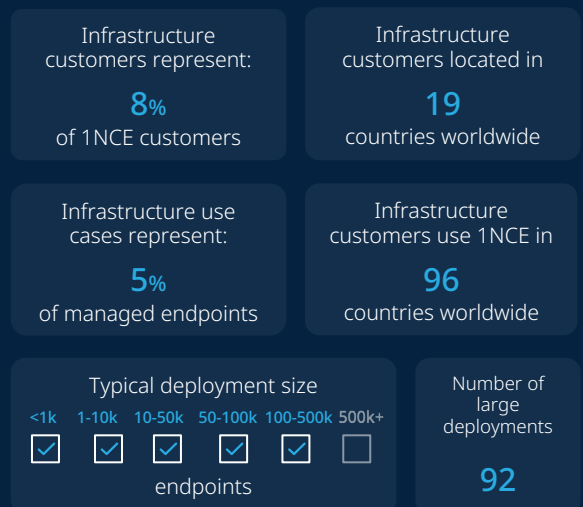 Infrastructure
customers represent:
8%
of 1NCE customers
Infrastructure
customers located in
19
countries worldwide
Infrastructure use
cases represent:
5%
of managed endpoints
Infrastructure
customers use 1NCE in
96
countries worldwide
Typical deployment size
<1k 1-10k 10-50k 50-100k 100-500k 500k+
endpoints
Number of
large
deployments
92